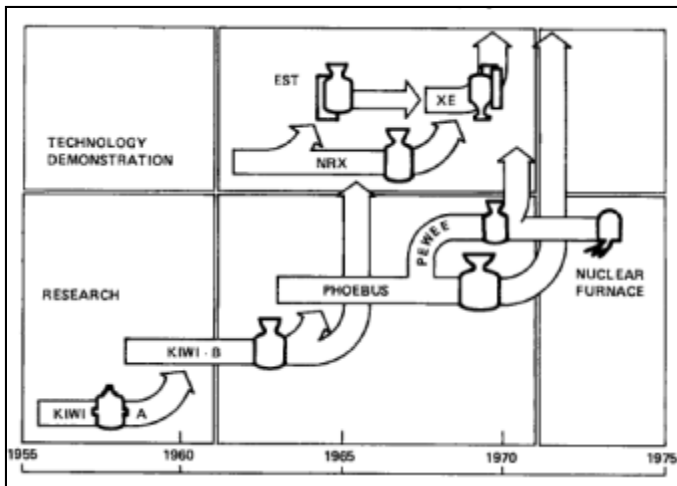 EST
XE
TECHNOLOGY
DEMONSTRATION
NRX
PEWEE
RESEARCH
PHOEBUS
NUCLEAR
FURNACE
KIWI - B
KIWI A
1955 1960 1965 1970 1975